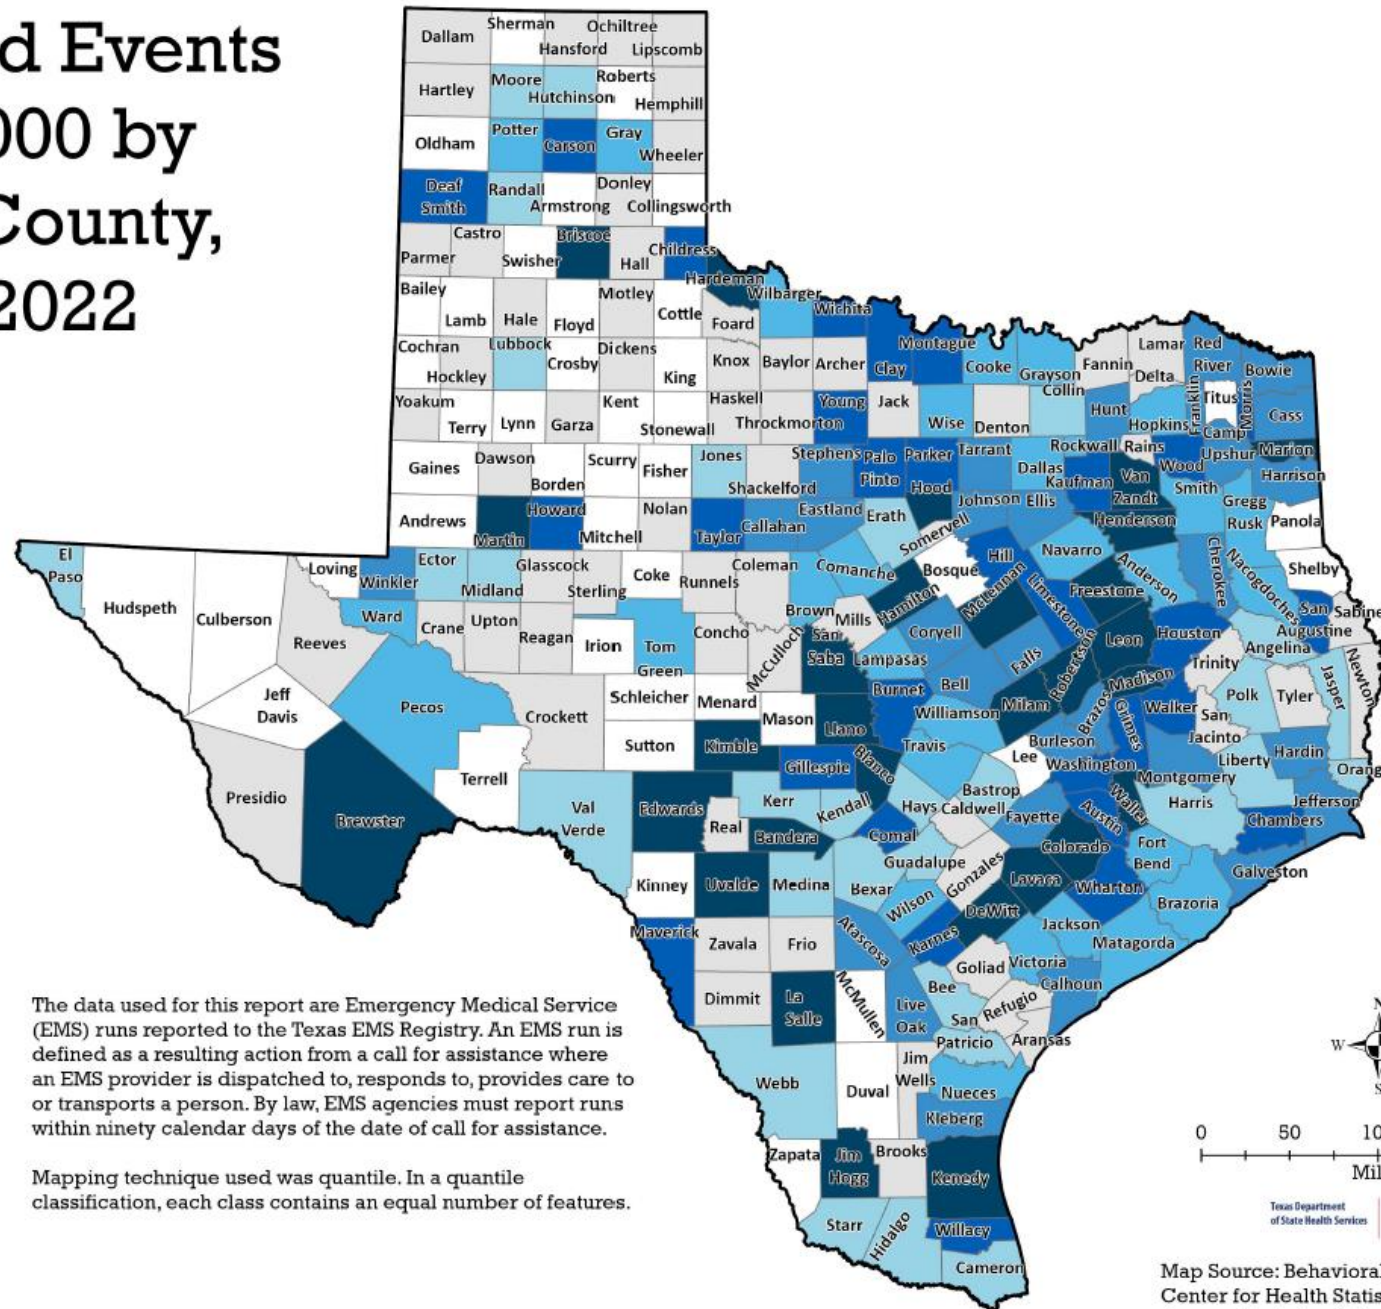 d Events
000 by
County,
2022
Sherman
Ochiltree
Dallam
Hansford
Lipscomb
Hartley
Moore
Hutchinson
Roberts
Hemphill
Oldham
Potter
Carson
Gray
Wheeler
Deaf
Smith
Randall
Armstrong
Donley
Collingsworth
Parmer
Castro
Swisher
Briscoe
Hall
Childress
Hardeman
Bailey
Lamb
Hale
Floyd
Motley
Cottle
Foard
Wilbarger
Wichita
Cochran
Hockley
Lubbock
Crosby
Dickens
King
Knox
Baylor
Archer
Clay
Montague
Cooke
Grayson
Fannin
Lamar
Delta
Red
River
Bowie
Yoakum
Terry
Lynn
Garza
Kent
Stonewall
Haskell
Throckmorton
Young
Jack
Wise
Denton
Collin
Hunt
Hopkins
Franklin
Titus
Camp
Morris
Cass
Gaines
Dawson
Borden
Scurry
Fisher
Jones
Shackelford
Stephens
Palo
Pinto
Parker
Hood
Tarrant
Dallas
Rockwall
Kaufman
Rains
Van
Zandt
Wood
Upshur
Marion
Harrison
Andrews
Martin
Howard
Mitchell
Nolan
Taylor
Callahan
Eastland
Erath
Somervell
Johnson
Ellis
Henderson
Smith
Gregg
Rusk
Panola
El
Paso
Hudspeth
Culberson
Loving
Winkler
Ector
Midland
Glasscock
Sterling
Coke
Runnels
Coleman
Brown
Comanche
Hamilton
Bosque
Hill
Navarro
Freestone
Anderson
Cherokee
Nacogdoches
Shelby
San
Augustine
Sabine
Reeves
Ward
Crane
Upton
Reagan
Irion
Tom
Green
Concho
McCulloch
San
Saba
Mills
Lampasas
Coryell
McLennan
Limestone
Falls
Robertson
Leon
Houston
Trinity
Angelina
Jasper
Newton
Jeff
Davis
Pecos
Crockett
Schleicher
Menard
Mason
Llano
Burnet
Bell
Williamson
Milam
Brazos
Madison
Grimes
Walker
San
Jacinto
Polk
Tyler
Presidio
Brewster
Terrell
Sutton
Kimble
Gillespie
Blanco
Travis
Lee
Burleson
Washington
Montgomery
Liberty
Hardin
Orang
Val
Verde
Edwards
Real
Kerr
Bandera
Kendall
Hays
Caldwell
Bastrop
Fayette
Austin
Waller
Harris
Jefferson
Chambers
Kinney
Uvalde
Medina
Bexar
Comal
Guadalupe
Gonzales
Lavaca
Colorado
Wharton
Fort
Bend
Galveston
Brazoria
Maverick
Zavala
Frio
Atascosa
Wilson
Karnes
DeWitt
Jackson
Matagorda
Dimmit
La
Salle
McMullen
Live
Oak
Bee
Goliad
Victoria
Calhoun
Refugio
San
Patricio
Aransas
Webb
Duval
Jim
Wells
Nueces
Kleberg
Zapata
Jim
Hogg
Brooks
Kenedy
Starr
Hidalgo
Willacy
Cameron
The data used for this report are Emergency Medical Service
(EMS) runs reported to the Texas EMS Registry. An EMS run is
defined as a resulting action from a call for assistance where
an EMS provider is dispatched to, responds to, provides care to
or transports a person. By law, EMS agencies must report runs
within ninety calendar days of the date of call for assistance.
Mapping technique used was quantile. In a quantile
classification, each class contains an equal number of features.
N
W
S
0 50 10
Mil
Texas Department
of State Health Services
Map Source: Behavioral
Center for Health Statis